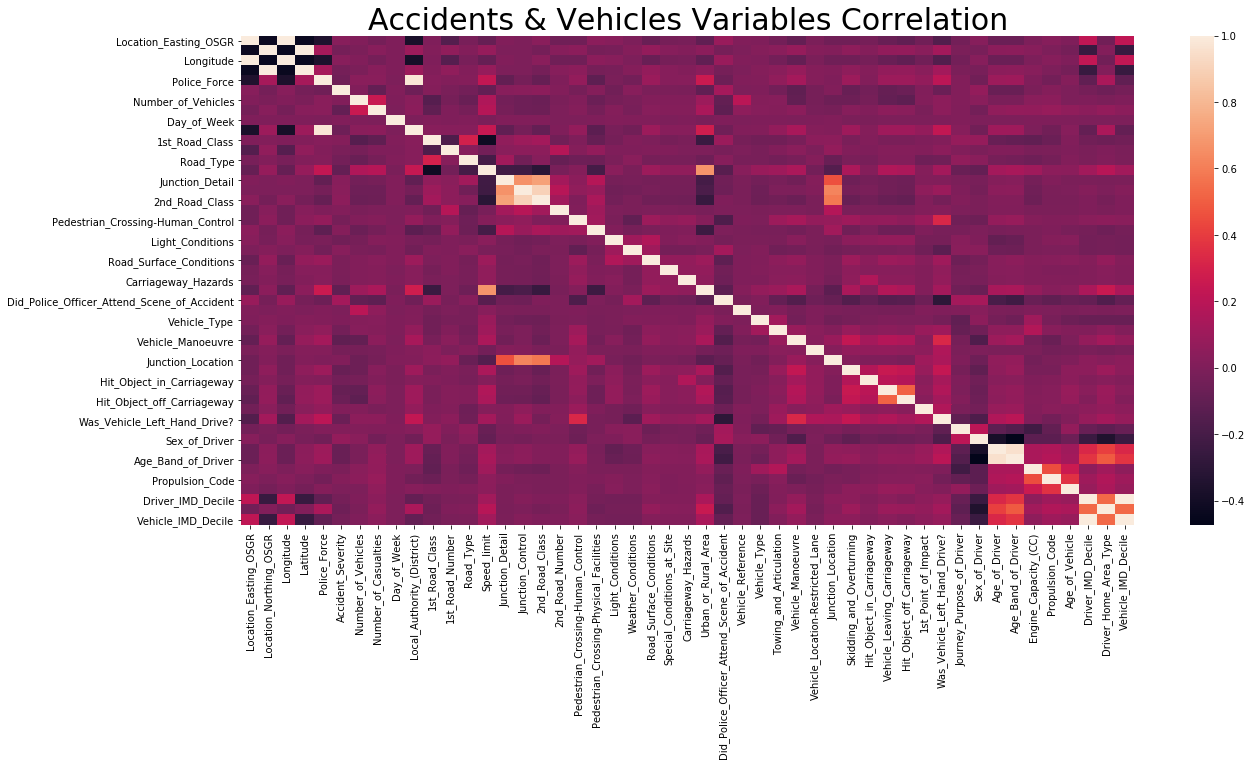 Accidents & Vehicles Variables Correlation
Location_Easting_OSGR
Longitude
Police_Force
Number_of_Vehicles
Day_of_Week
1st_Road_Class
Road_Type
Junction_Detail
2nd_Road_Class
Pedestrian_Crossing-Human_Control
Light_Conditions
Road_Surface_Conditions
Carriageway_Hazards
Did_Police_Officer_Attend_Scene_of_Accident
Vehicle_Type
Vehicle_Manoeuvre
Junction_Location
Hit_Object_in_Carriageway
Hit_Object_off_Carriageway
Was_Vehicle_Left_Hand_Drive?
Sex_of_Driver
Age_Band_of_Driver
Propulsion_Code
Driver_IMD_Decile
Vehicle_IMD_Decile
Location_Easting_OSGR
Location_Northing_OSGR
Longitude
Latitude
Police_Force
Accident_Severity
Number_of_Vehicles
Number_of_Casualties
Day_of_Week
Local_Authority_(District)
1st_Road_Class
1st_Road_Number
Road_Type
Speed_limit
Junction_Detail
Junction_Control
2nd_Road_Class
2nd_Road_Number
Pedestrian_Crossing-Human_Control
Pedestrian_Crossing-Physical_Facilities
Light_Conditions
Weather_Conditions
Road_Surface_Conditions
Special_Conditions_at_Site
Carriageway_Hazards
Urban_or_Rural_Area
Did_Police_Officer_Attend_Scene_of_Accident
Vehicle_Reference
Vehicle_Type
Towing_and_Articulation
Vehicle_Manoeuvre
Vehicle_Location-Restricted_Lane
Junction_Location
Skidding_and_Overturning
Hit_Object_in_Carriageway
Vehicle_Leaving_Carriageway
Hit_Object_off_Carriageway
1st_Point_of_Impact
Was_Vehicle_Left_Hand_Drive?
Journey_Purpose_of_Driver
Sex_of_Driver
Age_of_Driver
Age_Band_of_Driver
Engine_Capacity_(CC)
Propulsion_Code
Age_of_Vehicle
Driver_IMD_Decile
Driver_Home_Area_Type
Vehicle_IMD_Decile
1.0
0.8
0.6
0.4
0.2
0.0
−0.2
−0.4